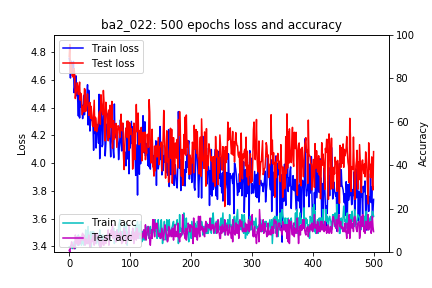 ba2_022: 500 epochs loss and accuracy
Train loss
Test loss
Train acc
Test acc
Loss
Accuracy
4.8
4.6
4.4
4.2
4.0
3.8
3.6
3.4
100
80
60
40
20
0
0 100 200 300 400 500